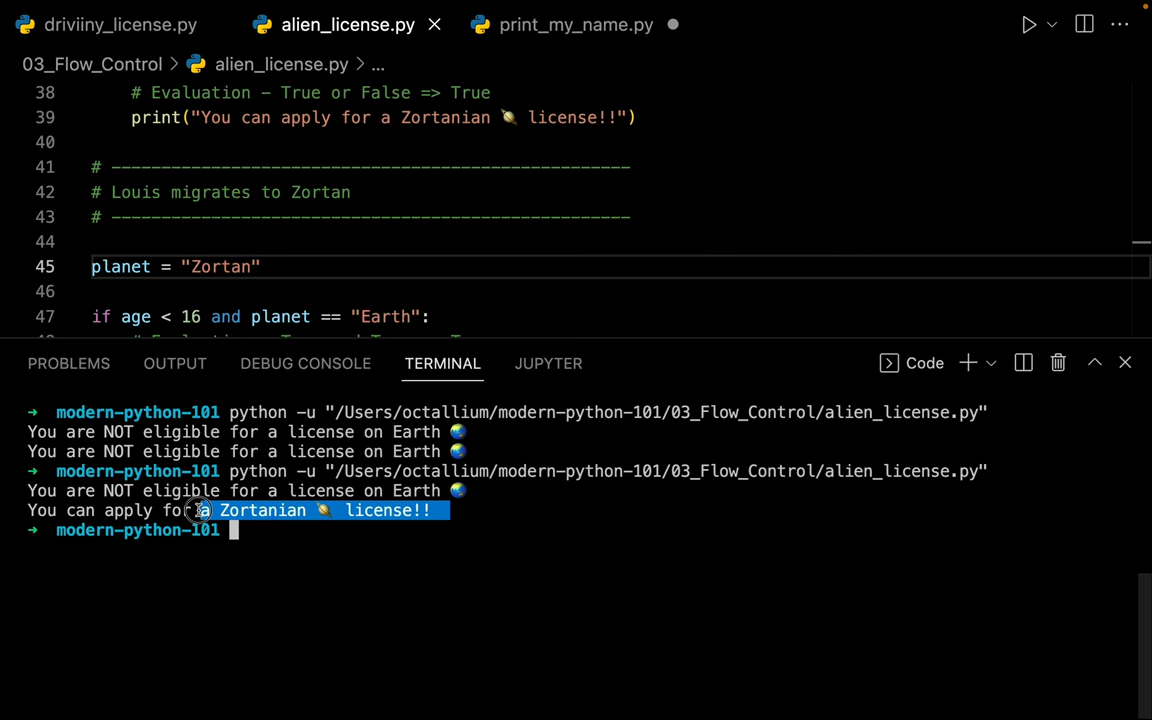 driviiny_license.py alien_license.py print_my_name.py
03_Flow_Control > alien_license.py > ...
38 # Evaluation - True or False => True
39 print("You can apply for a Zortanian 🪐 license!!")
40
41 # ----------------------------------------------------
42 # Louis migrates to Zortan
43 # ----------------------------------------------------
44
45 planet = "Zortan"
46
47 if age < 16 and planet == "Earth":
PROBLEMS OUTPUT DEBUG CONSOLE TERMINAL JUPYTER Code
→ modern-python-101 python -u "/Users/octallium/modern-python-101/03_Flow_Control/alien_license.py"
You are NOT eligible for a license on Earth 🌏
You are NOT eligible for a license on Earth 🌏
→ modern-python-101 python -u "/Users/octallium/modern-python-101/03_Flow_Control/alien_license.py"
You are NOT eligible for a license on Earth 🌏
You can apply for a Zortanian 🪐 license!!
→ modern-python-101